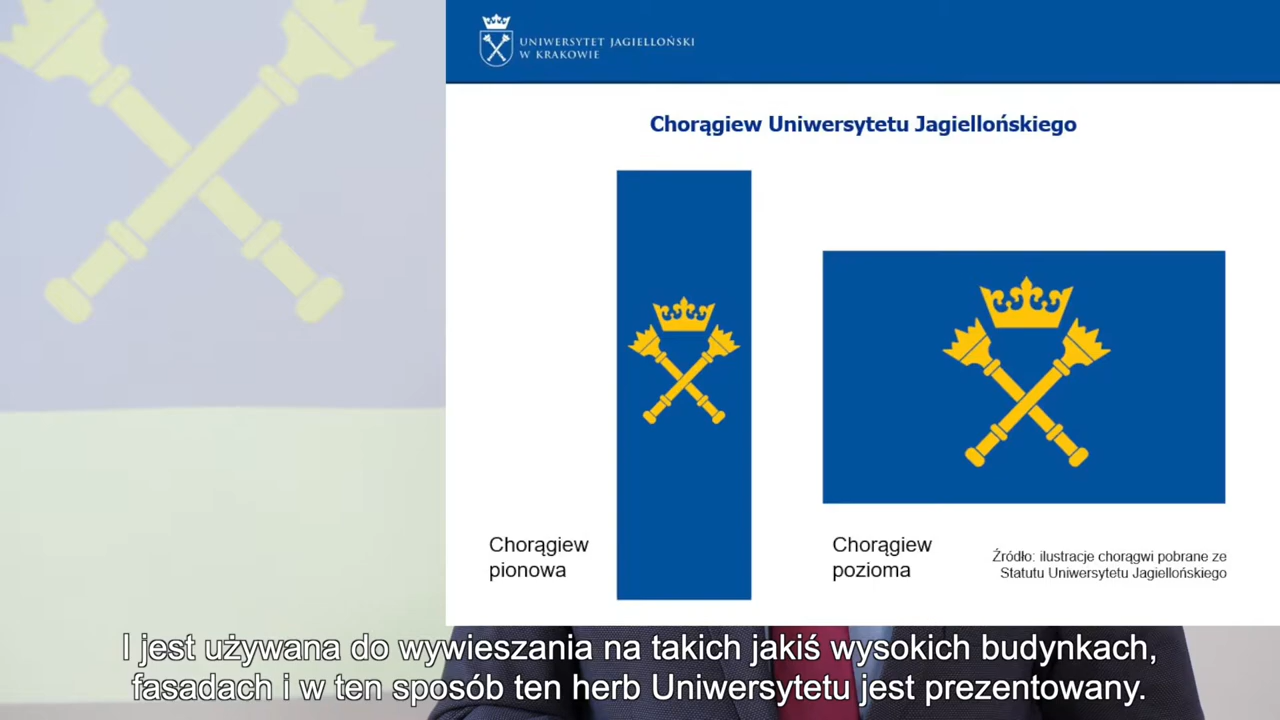 UNIWERSYTET JAGIELLOŃSKI
W KRAKOWIE
Chorągiew Uniwersytetu Jagiellońskiego
Chorągiew
pionowa
Chorągiew
pozioma
Źródło: ilustracje chorągwi pobrane ze
Statutu Uniwersytetu Jagiellońskiego
I jest używana do wywieszania na takich jakiś wysokich budynkach,
fasadach i w ten sposób ten herb Uniwersytetu jest prezentowany.